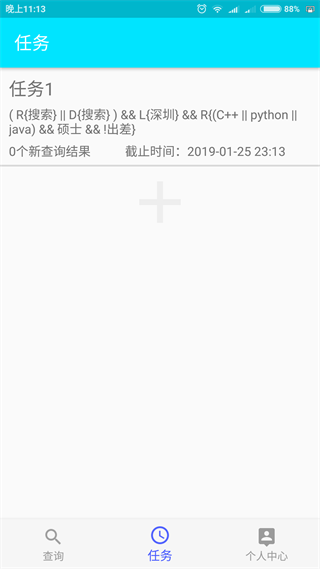 晚上11:13
88%
任务
任务1
( R{搜索} || D{搜索} ) && L{深圳} && R{(C++ || python ||
java) && 硕士 && !出差}
0个新查询结果 截止时间：2019-01-25 23:13
查询 任务 个人中心